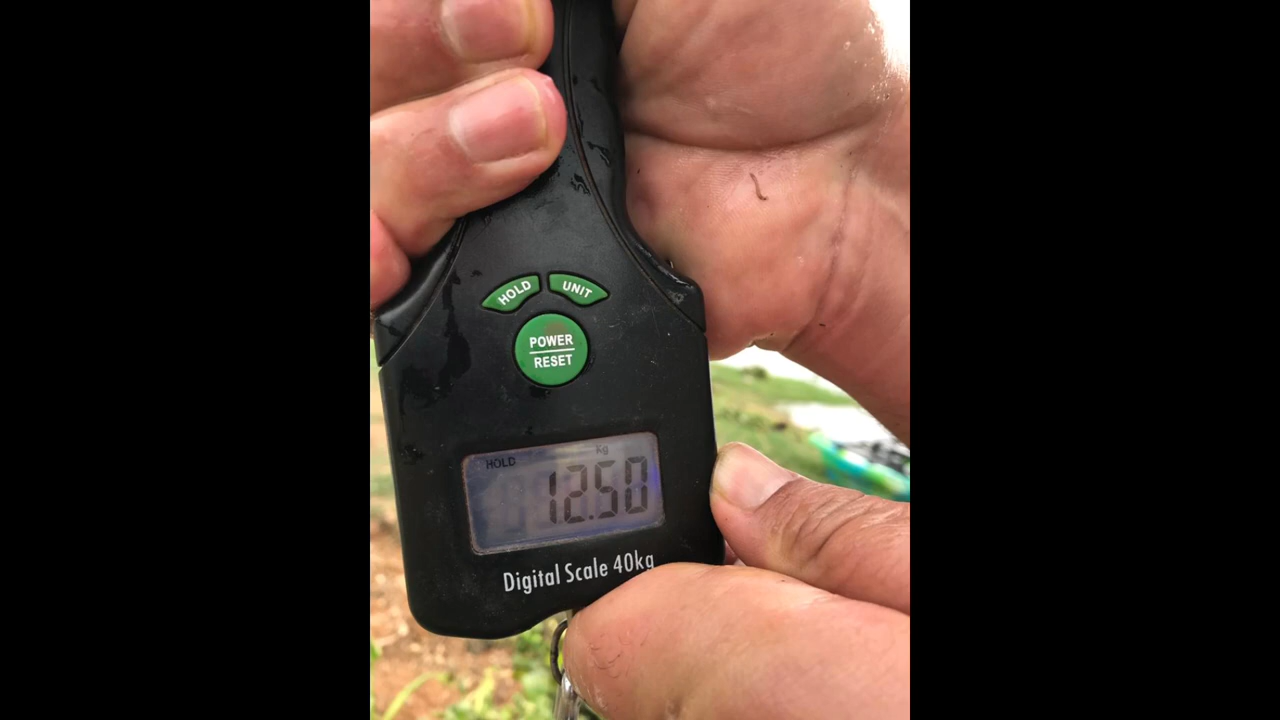 HOLD UNIT
POWER
RESET
HOLD Kg
12.50
Digital Scale 40kg